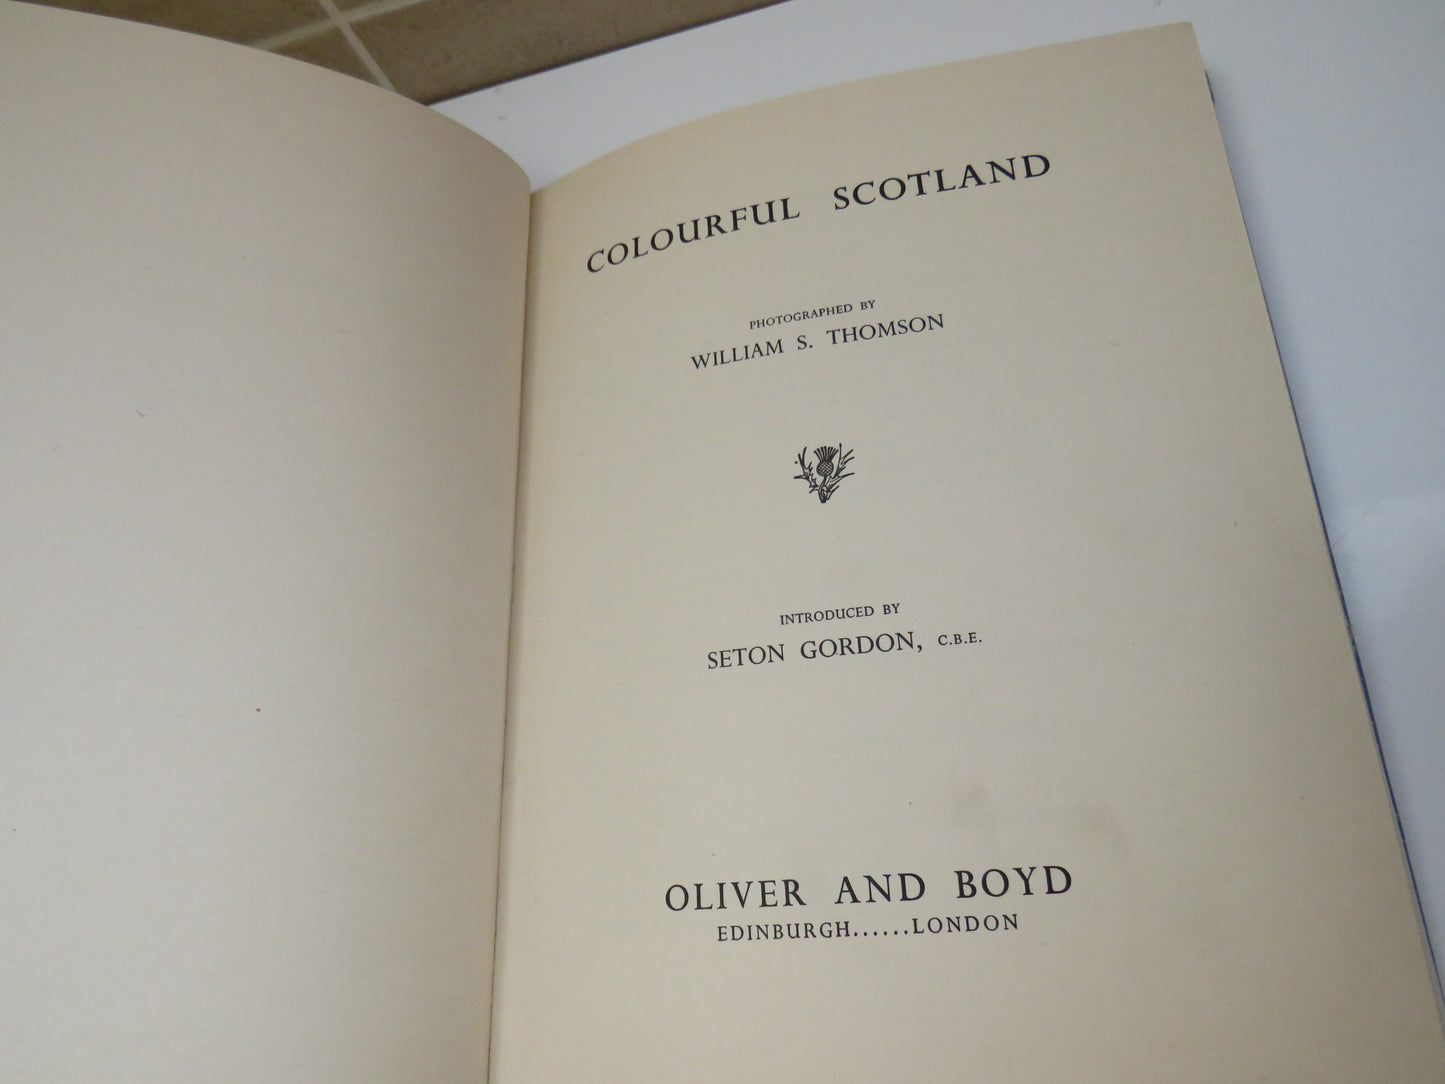 COLOURFUL SCOTLAND
PHOTOGRAPHED BY
WILLIAM S. THOMSON
INTRODUCED BY
SETON GORDON, C.B.E.
OLIVER AND BOYD
EDINBURGH......LONDON